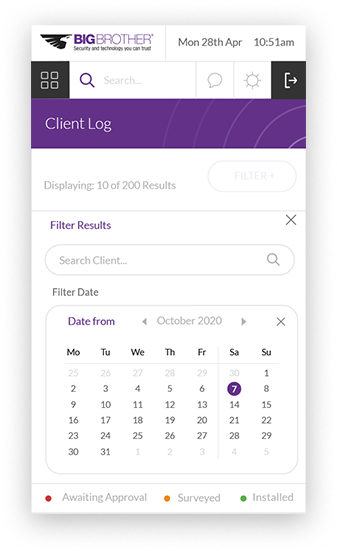 BIGBROTHER
Security and technology you can trust
Mon 28th Apr 10:51am
Search...
Client Log
Displaying: 10 of 200 Results
FILTER +
Filter Results
Search Client...
Filter Date
Date from
October 2020
Mo Tu We Th Fr Sa Su
25 26 27 28 29 30 1
2 3 4 5 6 7 8
9 10 11 12 13 14 15
16 17 18 19 20 21 22
23 24 25 26 27 28 29
30 31 1 2 3 4 5
Awaiting Approval
Surveyed
Installed